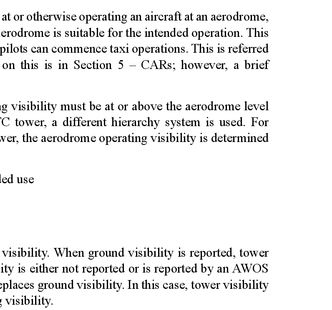 at or otherwise operating an aircraft at an aerodrome,
erodrome is suitable for the intended operation. This
pilots can commence taxi operations. This is referred
on this is in Section 5 – CARs; however, a brief
g visibility must be at or above the aerodrome level
C tower, a different hierarchy system is used. For
wer, the aerodrome operating visibility is determined
ded use
visibility. When ground visibility is reported, tower
ity is either not reported or is reported by an AWOS
places ground visibility. In this case, tower visibility
visibility.